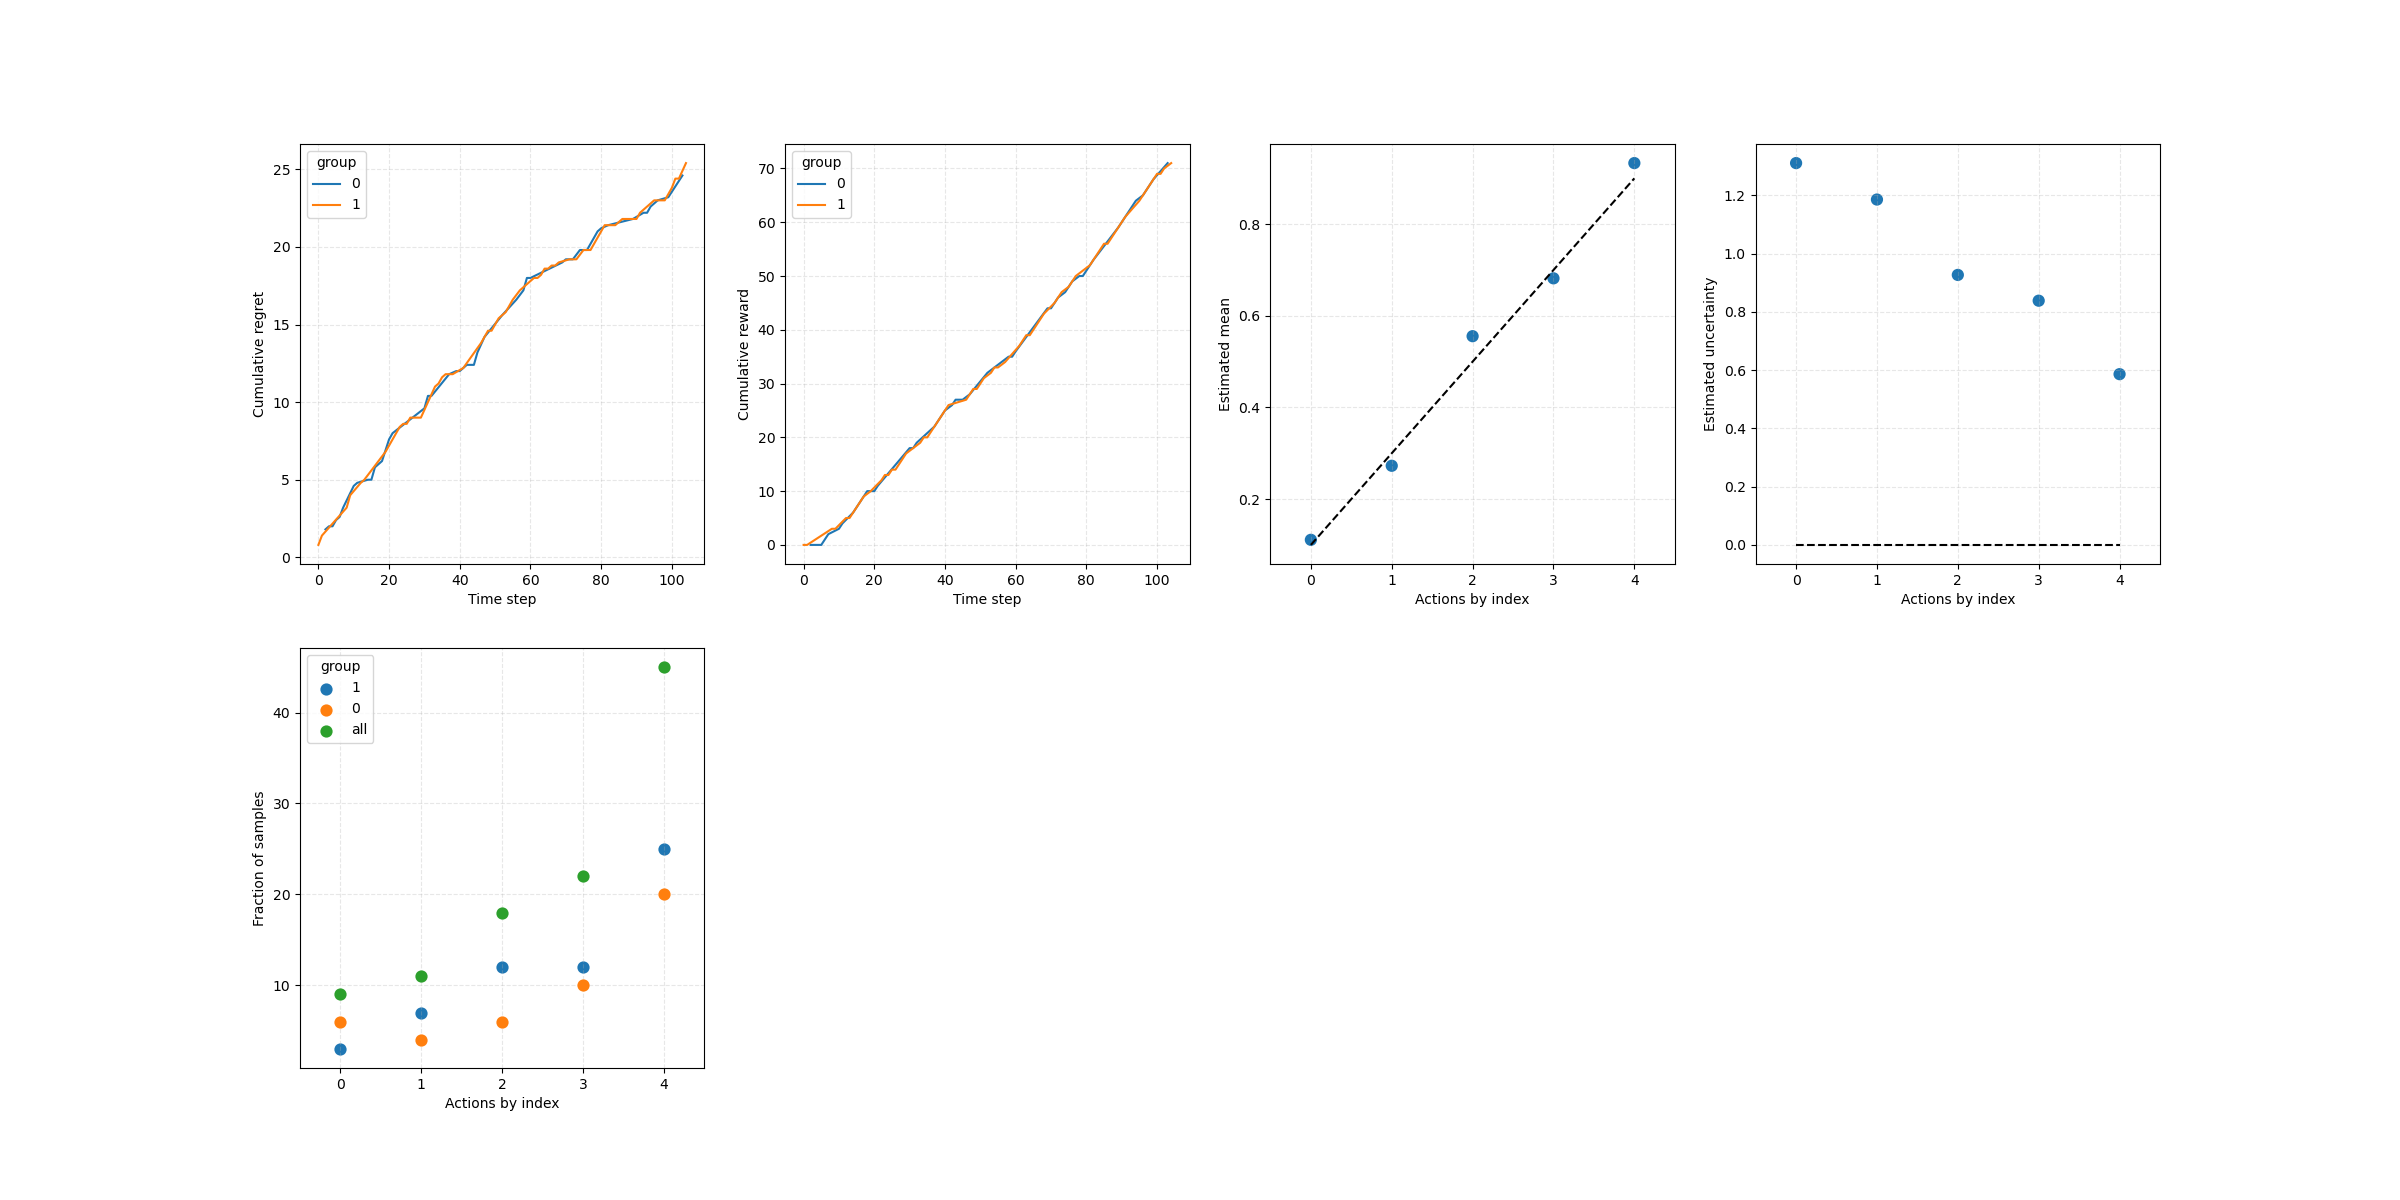 group
0
1
25
20
15
10
5
0
Cumulative regret
0 20 40 60 80 100
Time step
group
0
1
70
60
50
40
30
20
10
0
Cumulative reward
0 20 40 60 80 100
Time step
0.8
0.6
0.4
0.2
Estimated mean
0 1 2 3 4
Actions by index
1.2
1.0
0.8
0.6
0.4
0.2
0.0
Estimated uncertainty
0 1 2 3 4
Actions by index
group
1
0
all
40
30
20
10
Fraction of samples
0 1 2 3 4
Actions by index